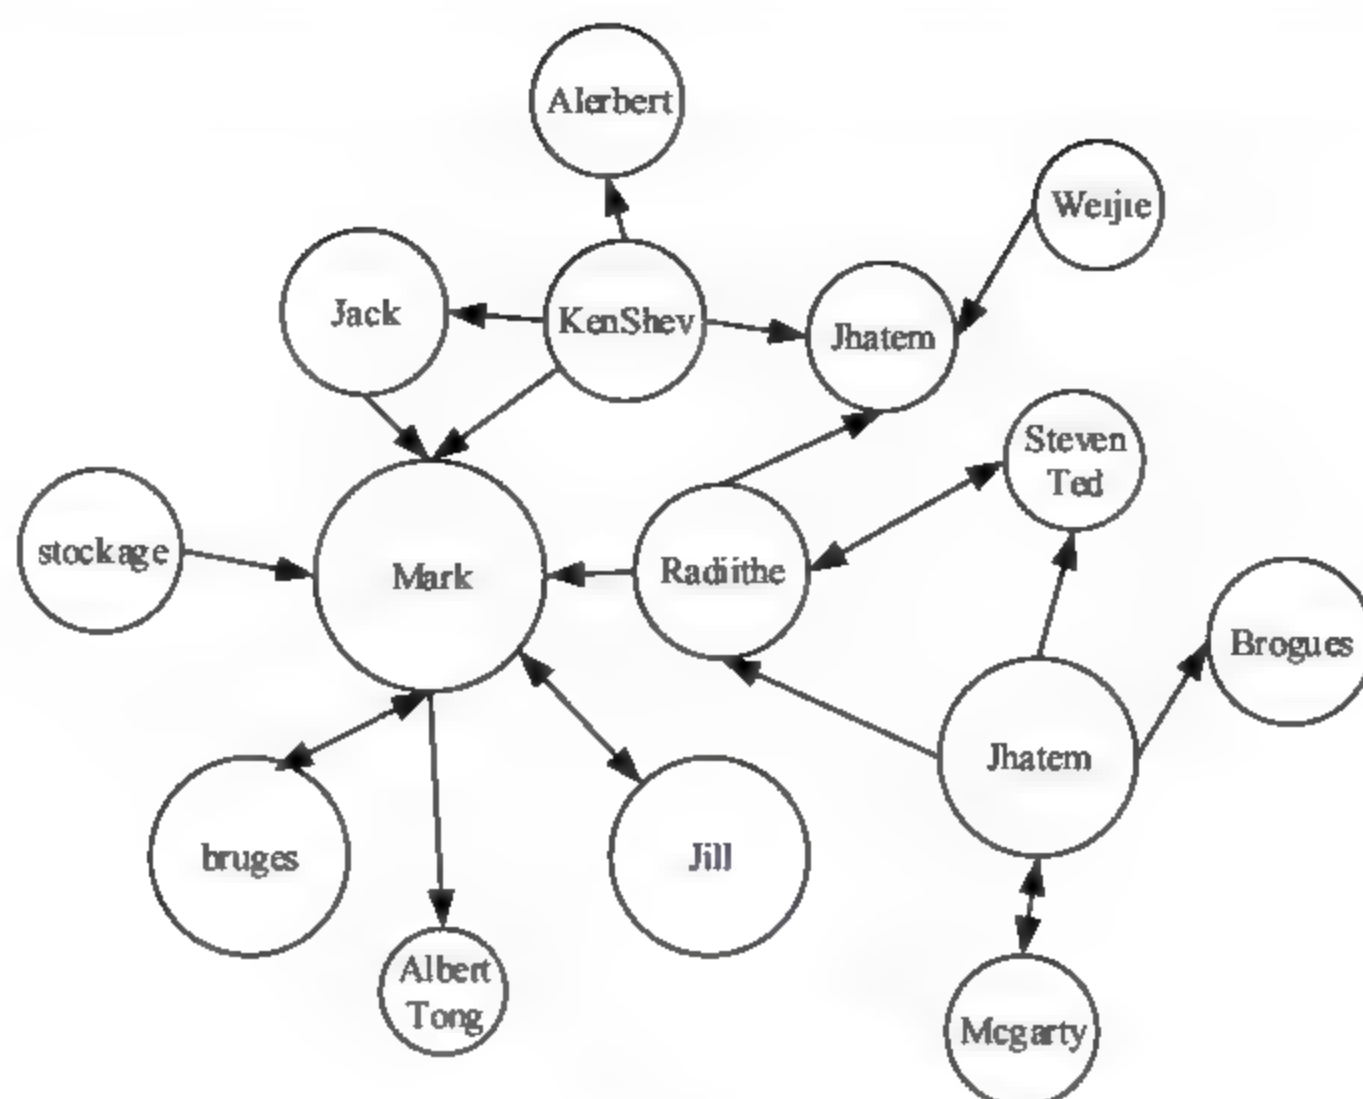 Alerbert
Weijie
Jack
KenShev
Jhatem
Steven
Ted
stockage
Mark
Radiithe
Brogues
Jhatem
bruges
Jill
Albert
Tong
Mcgarty